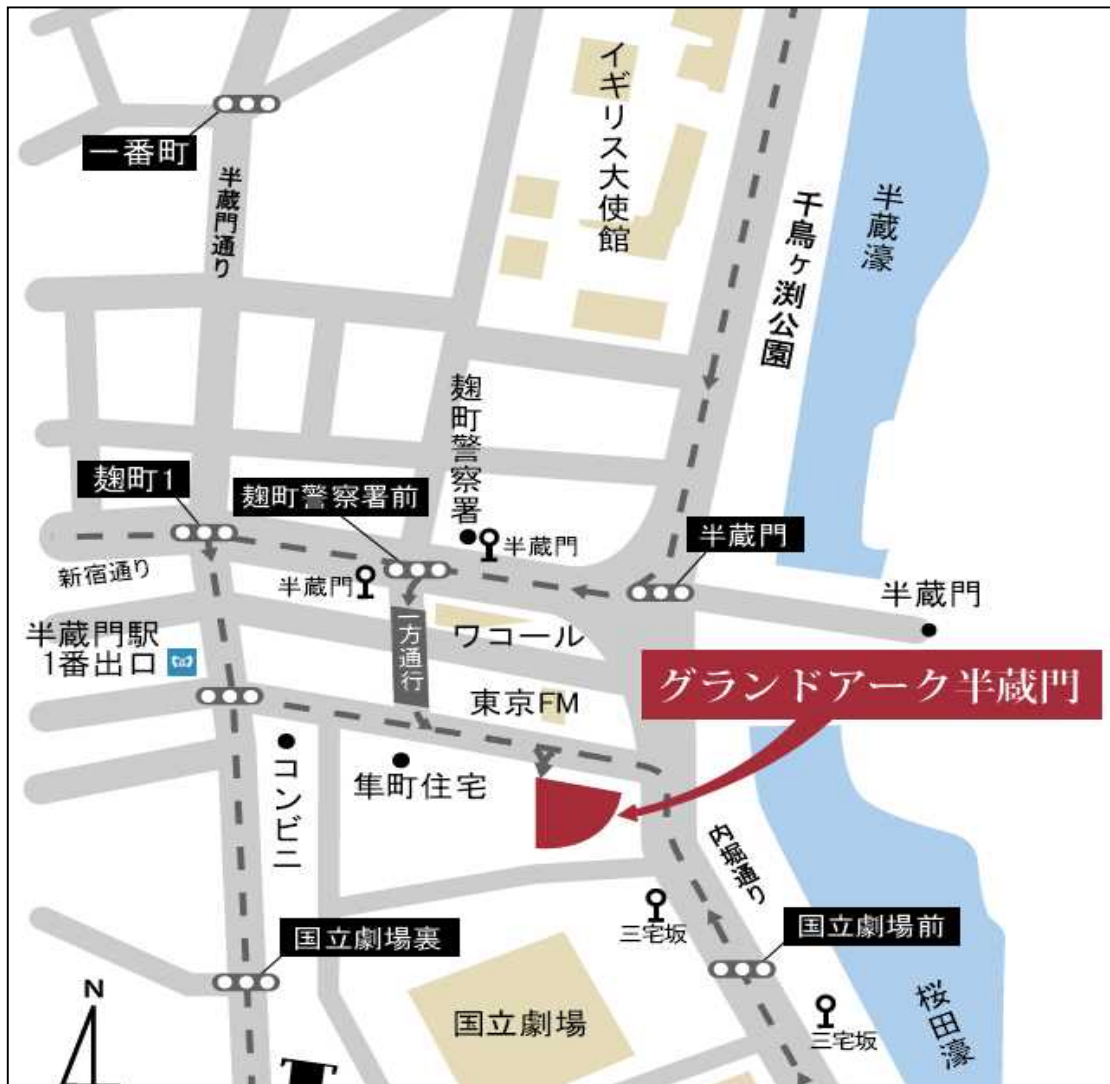 イギリス大使館
一番町
半蔵門通り
千鳥ヶ渕公園
半蔵濠
麹町警察署
麹町1
麹町警察署前
半蔵門
半蔵門
新宿通り
半蔵門
半蔵門
一方通行
ワコール
半蔵門駅
1番出口
グランドアーク半蔵門
東京FM
コンビニ
隼町住宅
内堀通り
三宅坂
国立劇場裏
国立劇場前
N
国立劇場
三宅坂
桜田濠